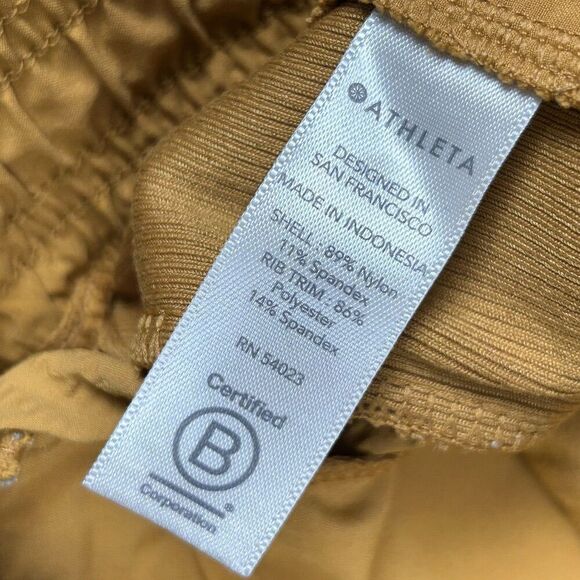 ATHLETA
DESIGNED IN
SAN FRANCISCO
MADE IN INDONESIA
SHELL : 89% Nylon
11% Spandex
RIB TRIM : 86%
Polyester
14% Spandex
RN 54023
Certified
B
Corporation